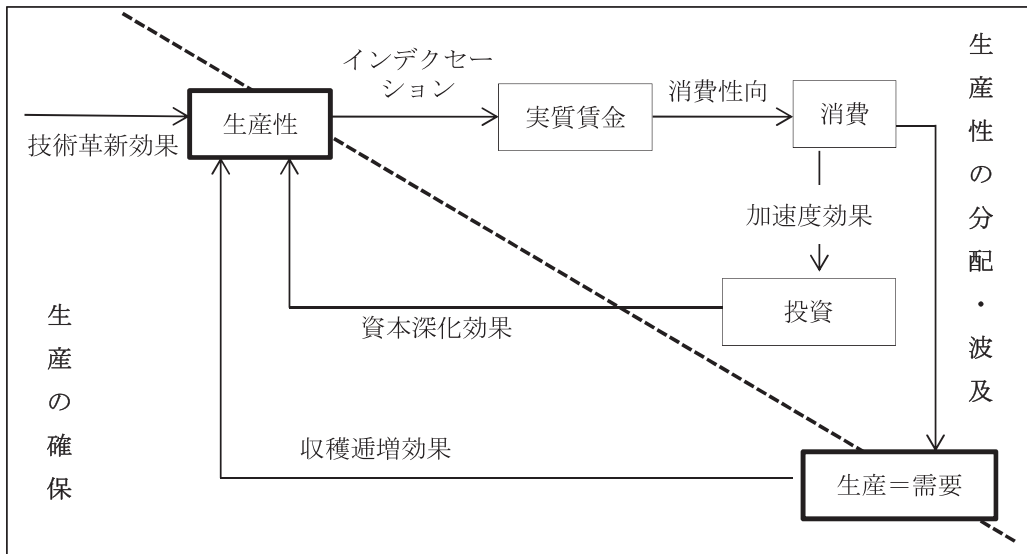 インデクセー
ション
生産性
実質賃金
消費性向
消費
技術革新効果
加速度効果
投資
資本深化効果
収穫逓増効果
生産＝需要
生産性の分配・波及
生産の確保